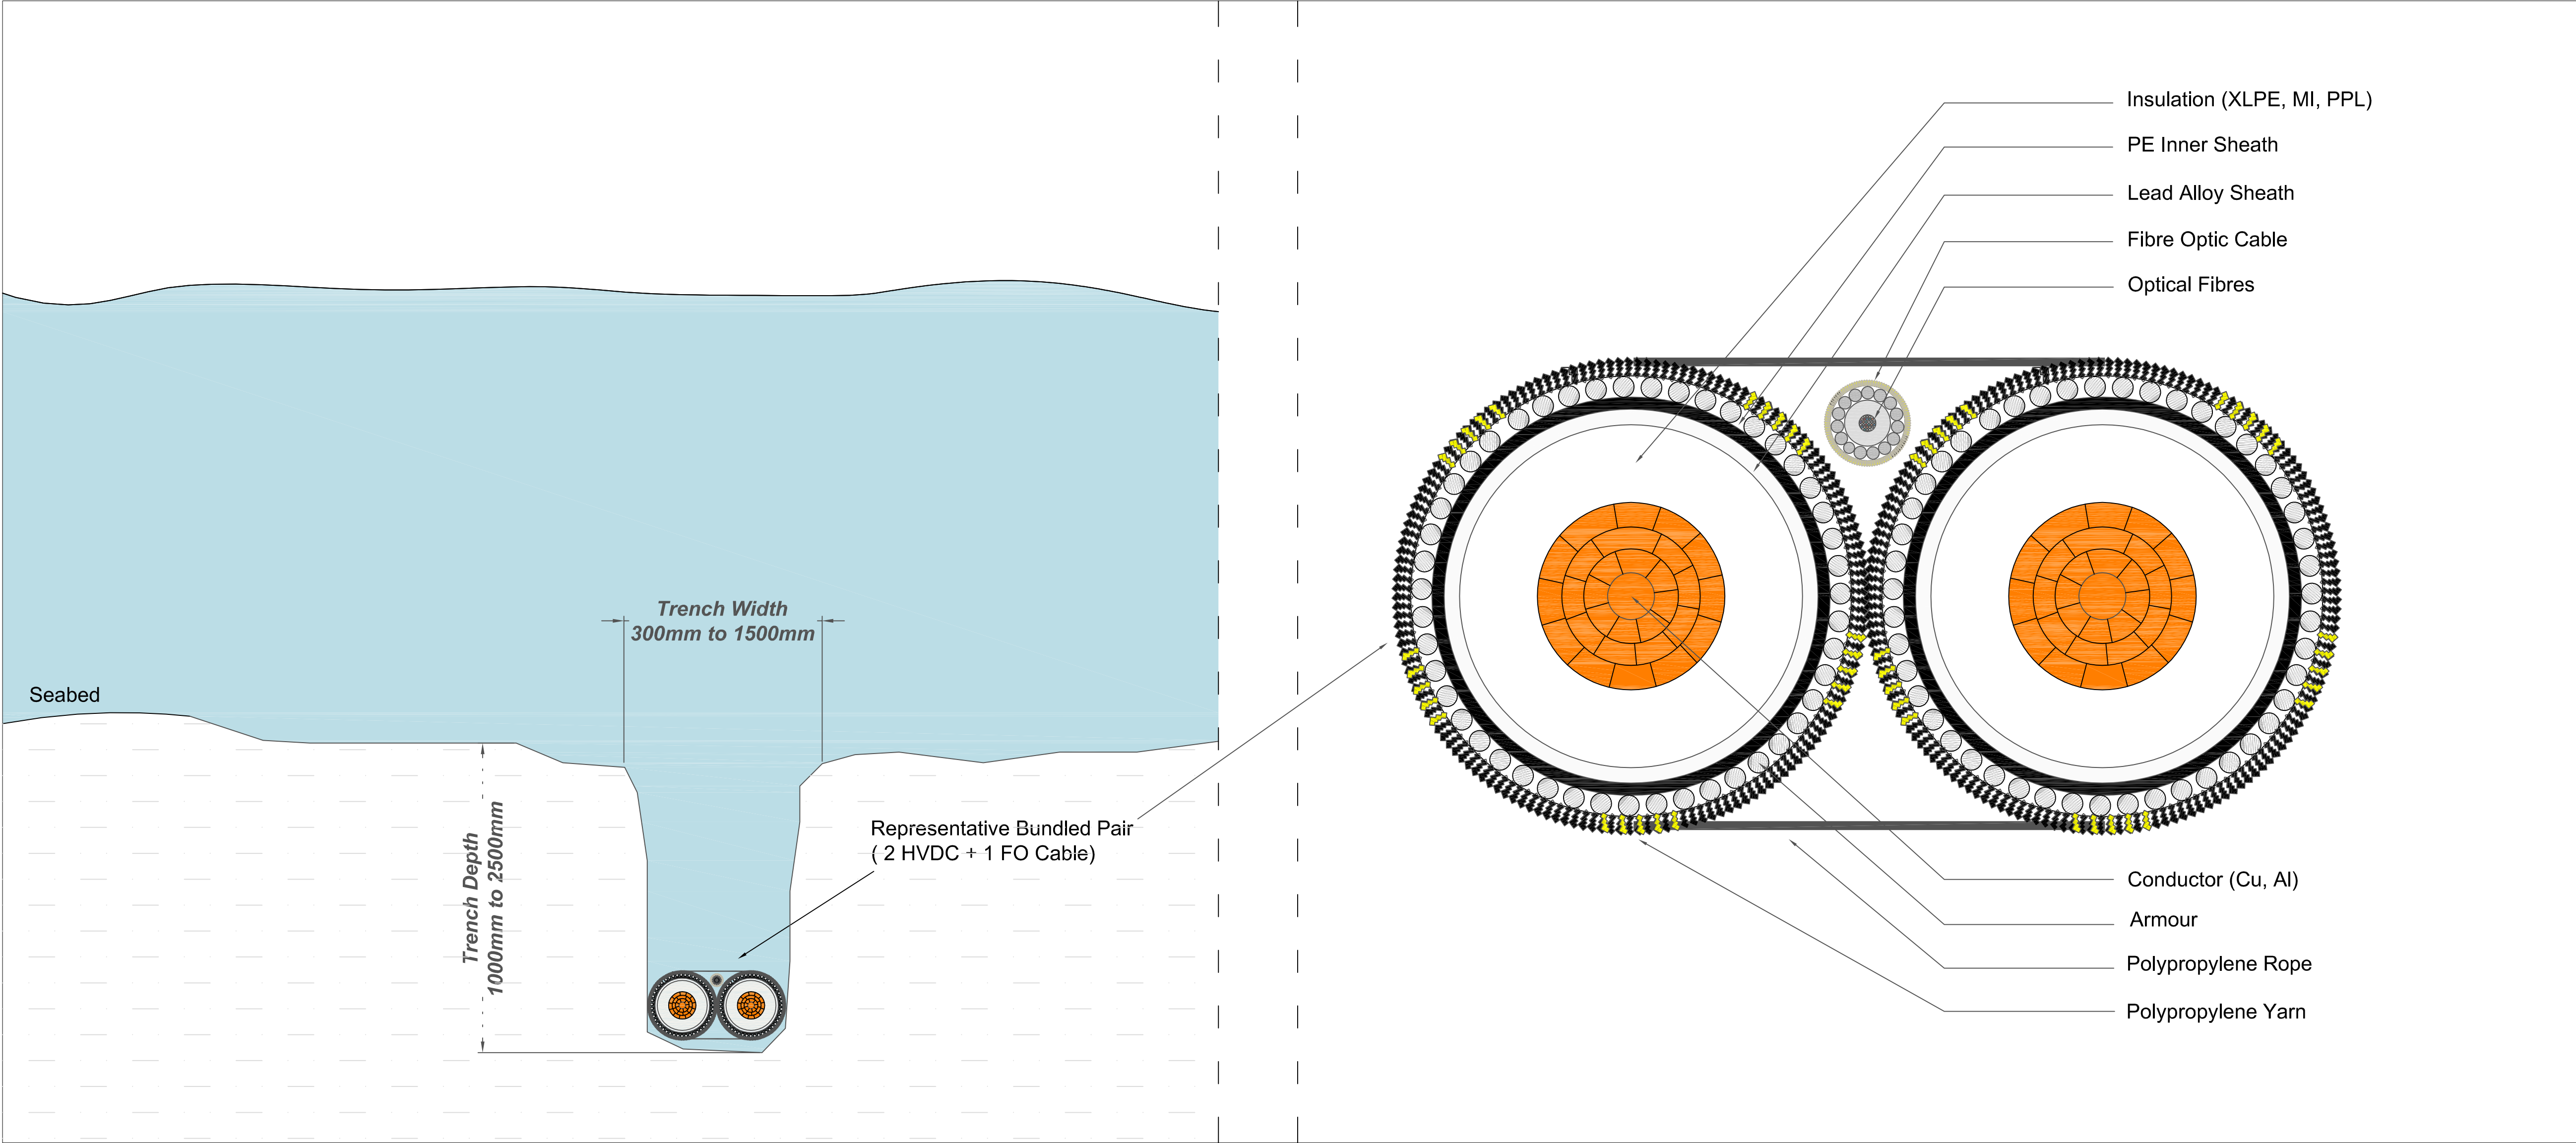 Insulation (XLPE, MI, PPL)
PE Inner Sheath
Lead Alloy Sheath
Fibre Optic Cable
Optical Fibres
Trench Width
300mm to 1500mm
Seabed
Trench Depth
1000mm to 2500mm
Representative Bundled Pair
( 2 HVDC + 1 FO Cable)
Conductor (Cu, Al)
Armour
Polypropylene Rope
Polypropylene Yarn